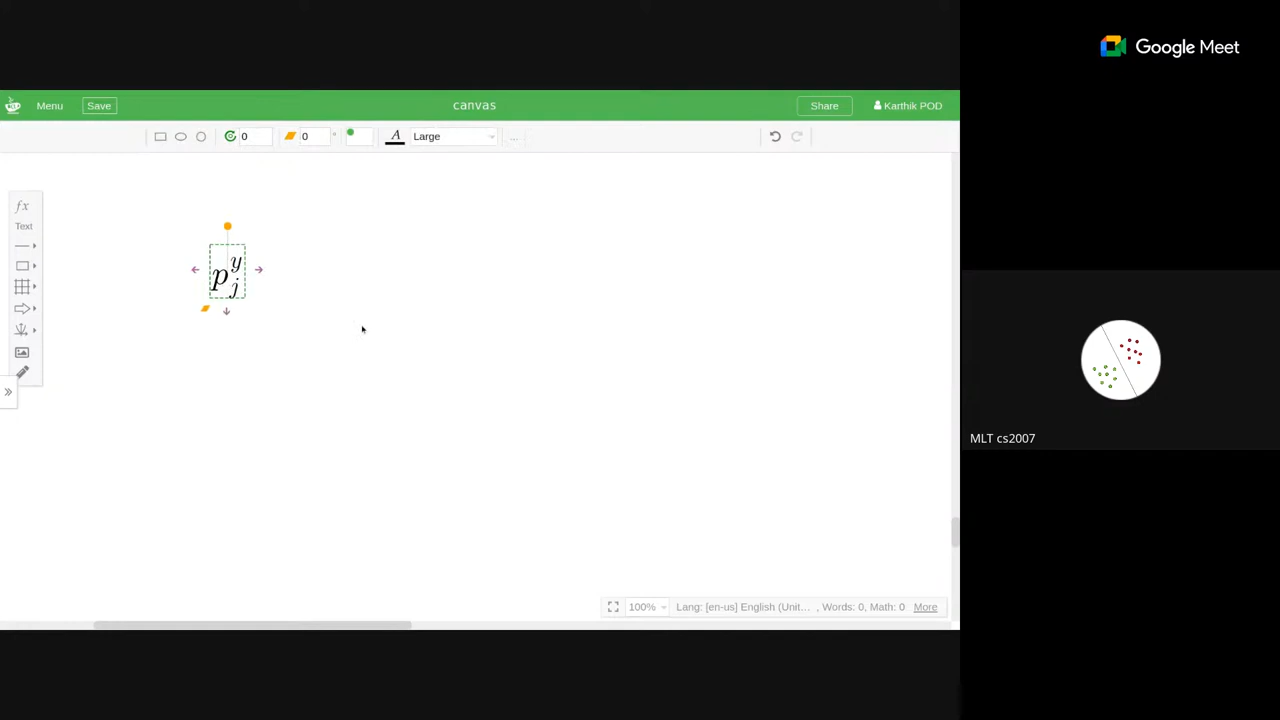 Google Meet
Menu Save canvas Share Karthik POD
0 0 ° A Large ...
fx
Text
p_j^y
100% Lang: [en-us] English (Unit... , Words: 0, Math: 0 More
MLT cs2007